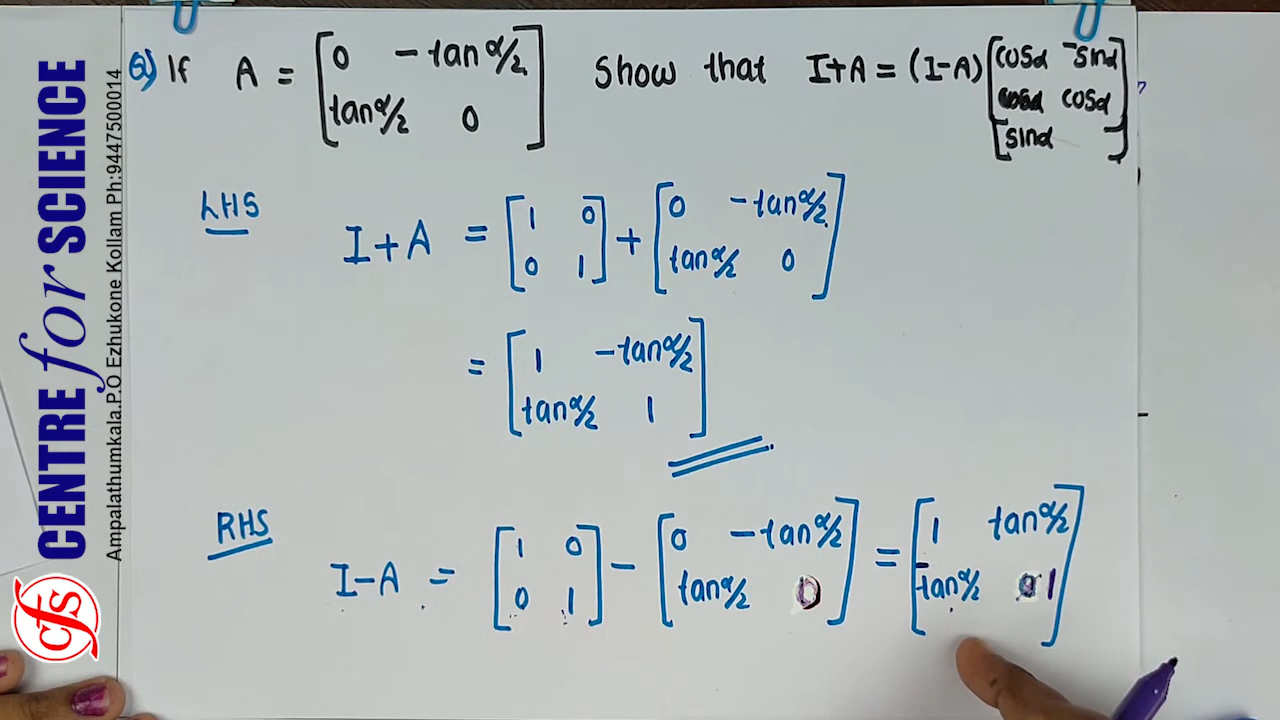 CENTRE for SCIENCE
Ampalathumkala.P.O Ezhukone Kollam Ph:9447500014
cfs
Q) If A = [0 -tanα/2
tanα/2 0] Show that I+A = (I-A) [cosα -sinα
cosα
sinα]
LHS
I+A = [1 0
0 1] + [0 -tanα/2
tanα/2 0]
= [1 -tanα/2
tanα/2 1]
RHS
I-A = [1 0
0 1] - [0 -tanα/2
tanα/2 0] = [1 tanα/2
-tanα/2 1]